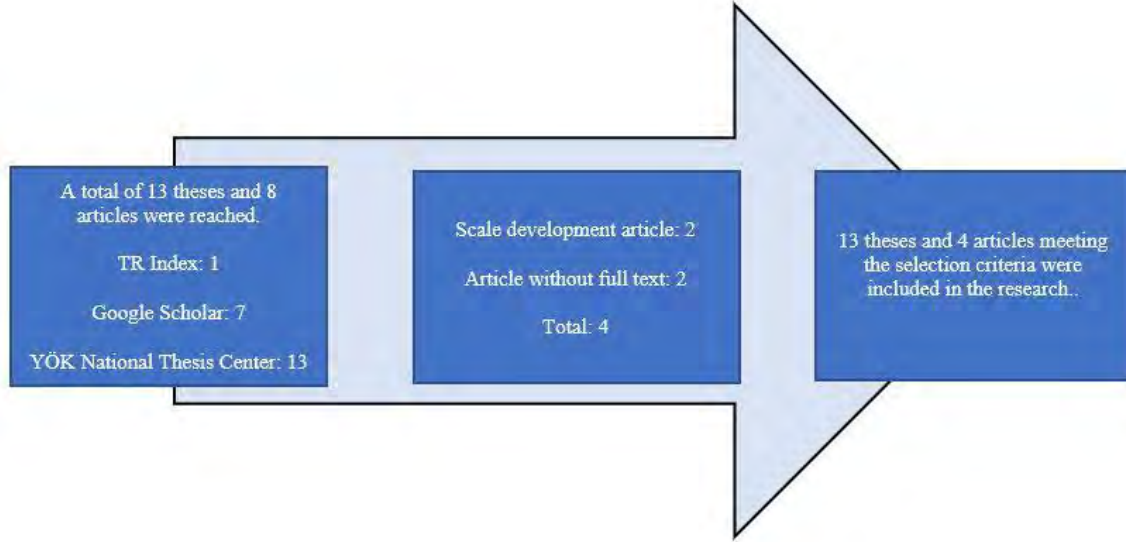 A total of 13 theses and 8
articles were reached.
TR Index: 1
Google Scholar: 7
YÖK National Thesis Center: 13
Scale development article: 2
Article without full text: 2
Total: 4
13 theses and 4 articles meeting
the selection criteria were
included in the research..